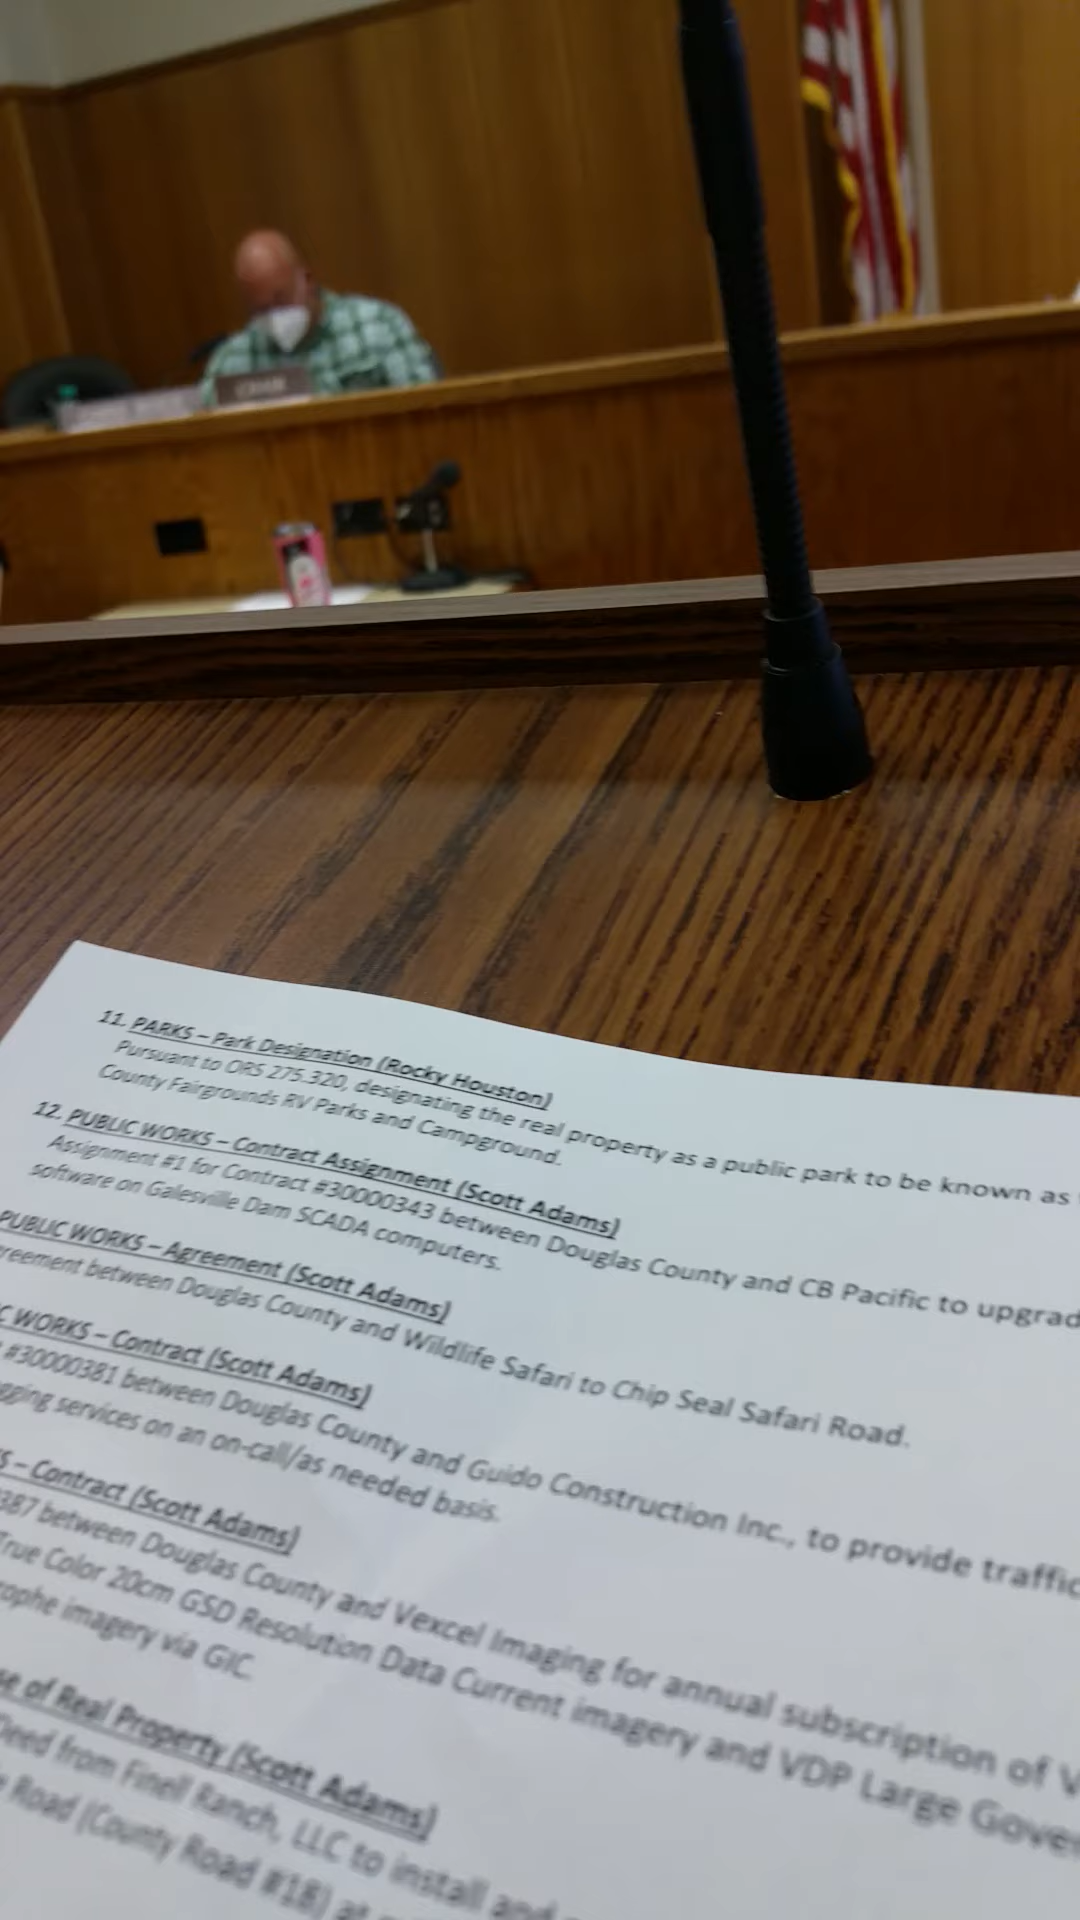 CHAIR
11. PARKS – Park Designation (Rocky Houston)
Pursuant to ORS 275.320, designating the real property as a public park to be known as
County Fairgrounds RV Parks and Campground.
12. PUBLIC WORKS – Contract Assignment (Scott Adams)
Assignment #1 for Contract #30000343 between Douglas County and CB Pacific to upgrad
software on Galesville Dam SCADA computers.
PUBLIC WORKS – Agreement (Scott Adams)
reement between Douglas County and Wildlife Safari to Chip Seal Safari Road.
C WORKS – Contract (Scott Adams)
#30000381 between Douglas County and Guido Construction Inc., to provide traffic
gging services on an on-call/as needed basis.
S – Contract (Scott Adams)
387 between Douglas County and Vexcel Imaging for annual subscription of V
True Color 20cm GSD Resolution Data Current imagery and VDP Large Gover
rophe imagery via GIC.
se of Real Property (Scott Adams)
Deed from Finell Ranch, LLC to install and
Road (County Road #18) at